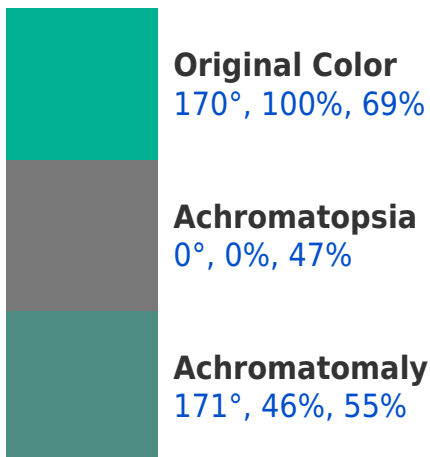 Original Color
170°, 100%, 69%
Achromatopsia
0°, 0%, 47%
Achromatomaly
171°, 46%, 55%